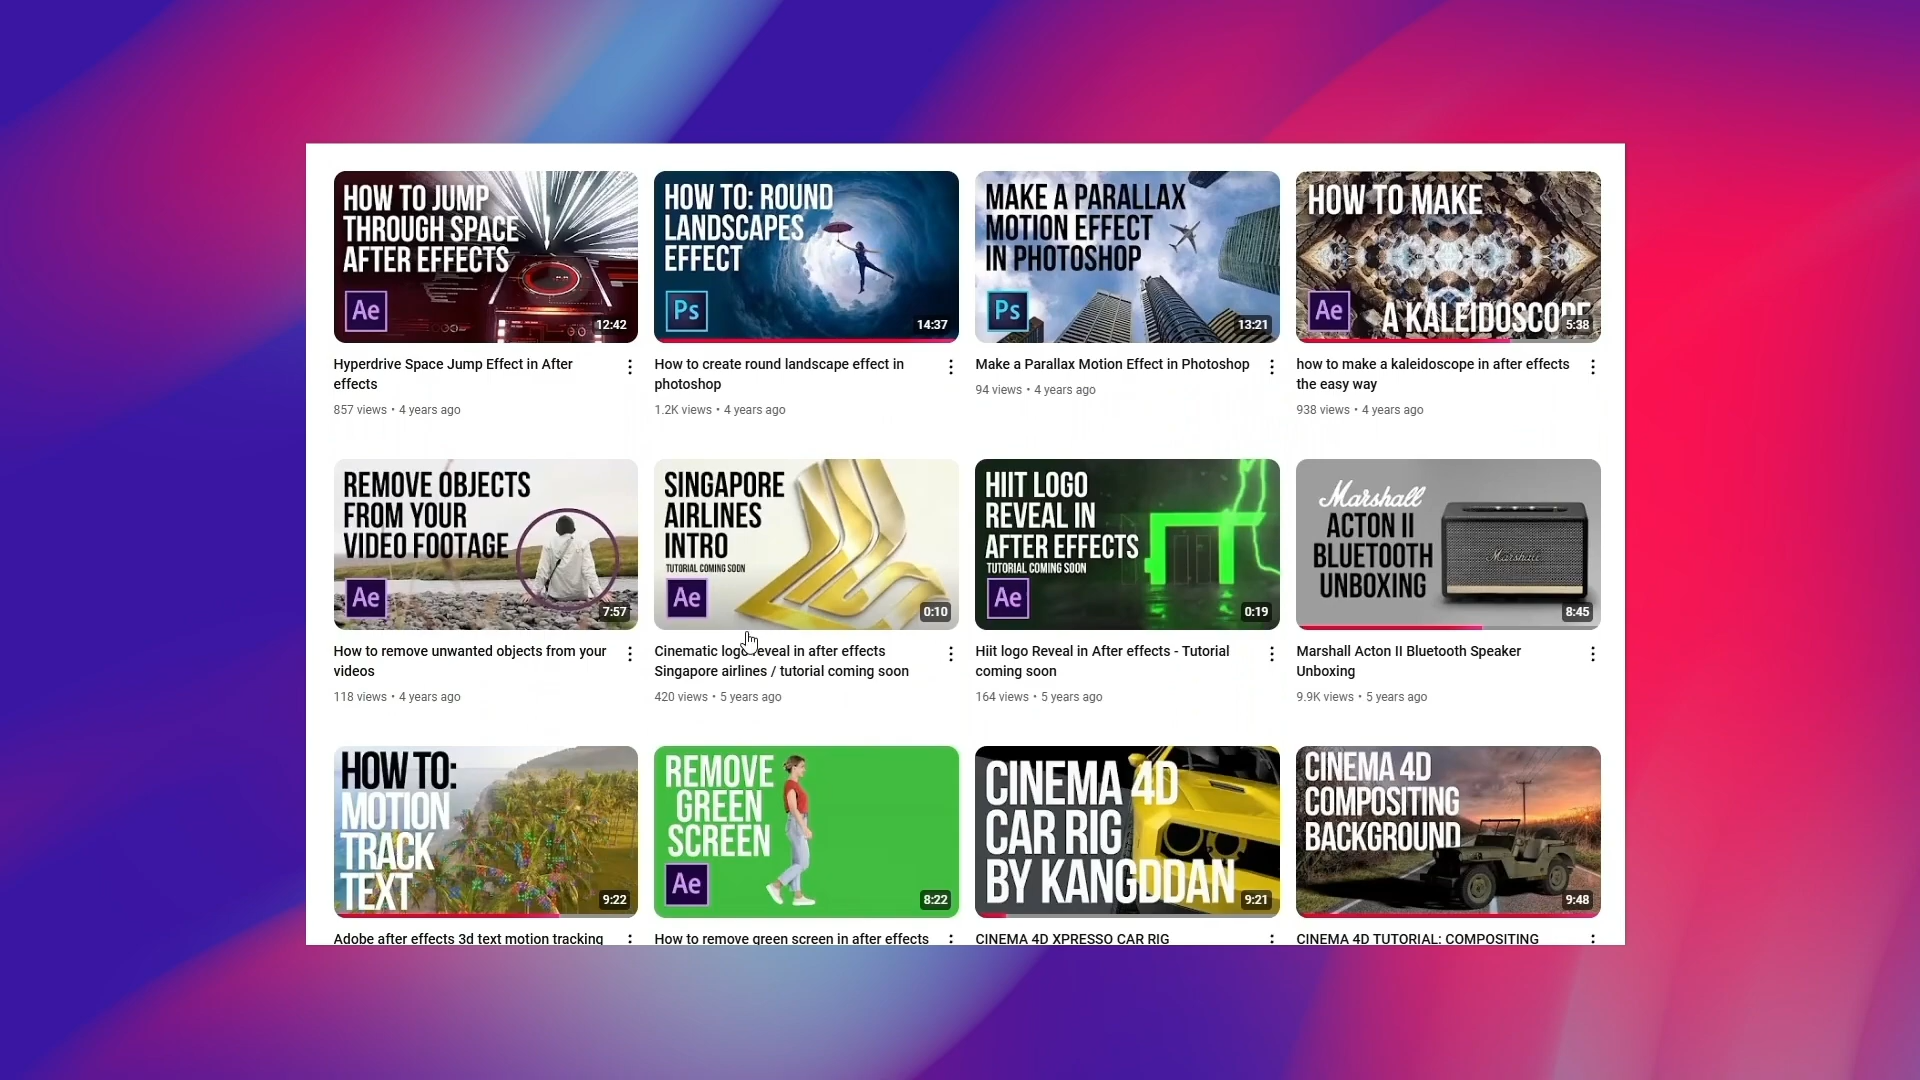 HOW TO JUMP
THROUGH SPACE
AFTER EFFECTS
Ae
12:42
Hyperdrive Space Jump Effect in After
effects
857 views • 4 years ago
HOW TO: ROUND
LANDSCAPES
EFFECT
Ps
14:37
How to create round landscape effect in
photoshop
1.2K views • 4 years ago
MAKE A PARALLAX
MOTION EFFECT
IN PHOTOSHOP
Ps
13:21
Make a Parallax Motion Effect in Photoshop
94 views • 4 years ago
HOW TO MAKE
A KALEIDOSCOPE
Ae
5:38
how to make a kaleidoscope in after effects
the easy way
938 views • 4 years ago
REMOVE OBJECTS
FROM YOUR
VIDEO FOOTAGE
Ae
7:57
How to remove unwanted objects from your
videos
118 views • 4 years ago
SINGAPORE
AIRLINES
INTRO
TUTORIAL COMING SOON
Ae
0:10
Cinematic logo reveal in after effects
Singapore airlines / tutorial coming soon
420 views • 5 years ago
HIIT LOGO
REVEAL IN
AFTER EFFECTS
TUTORIAL COMING SOON
Ae
0:19
Hiit logo Reveal in After effects - Tutorial
coming soon
164 views • 5 years ago
Marshall
ACTON II
BLUETOOTH
UNBOXING
Marshall
8:45
Marshall Acton II Bluetooth Speaker
Unboxing
9.9K views • 5 years ago
HOW TO:
MOTION
TRACK
TEXT
9:22
Adobe after effects 3d text motion tracking
REMOVE
GREEN
SCREEN
Ae
8:22
How to remove green screen in after effects
CINEMA 4D
CAR RIG
BY KANGDDAN
9:21
CINEMA 4D XPRESSO CAR RIG
CINEMA 4D
COMPOSITING
BACKGROUND
9:48
CINEMA 4D TUTORIAL: COMPOSITING